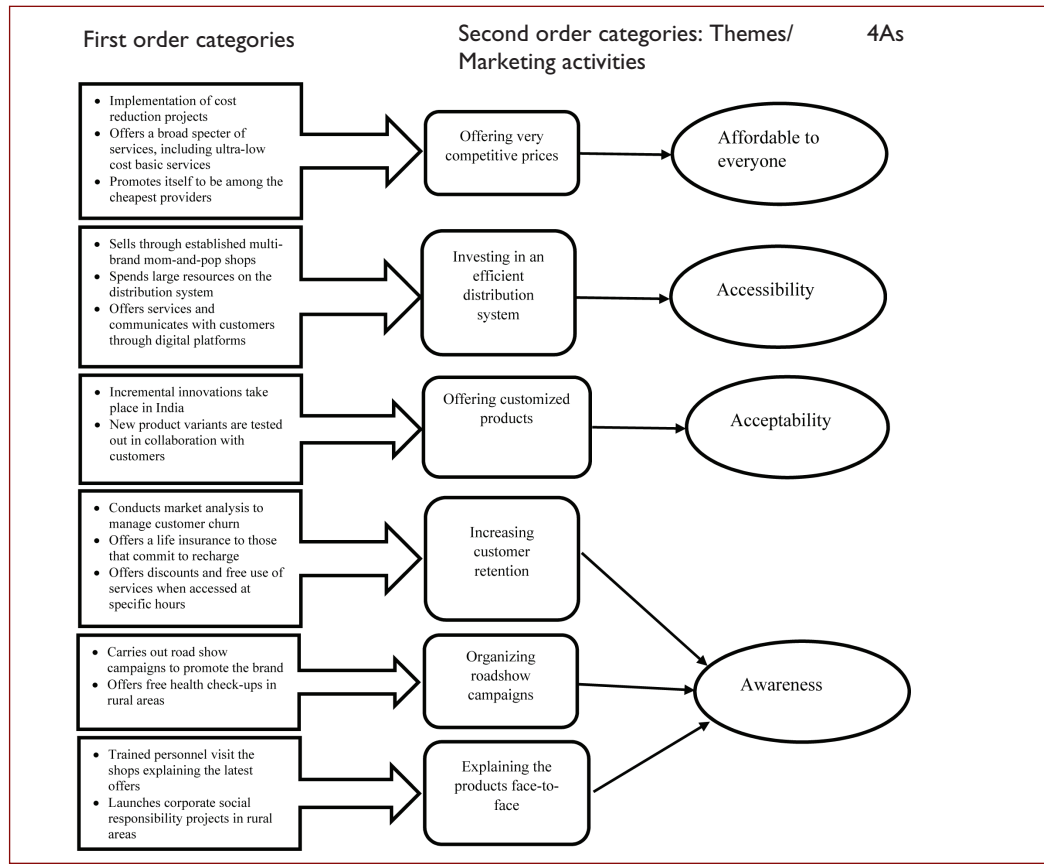 First order categories
Second order categories: Themes/
Marketing activities
4As
• Implementation of cost
reduction projects
• Offers a broad specter of
services, including ultra-low
cost basic services
• Promotes itself to be among the
cheapest providers
Offering very
competitive prices
Affordable to
everyone
• Sells through established multi-
brand mom-and-pop shops
• Spends large resources on the
distribution system
• Offers services and
communicates with customers
through digital platforms
Investing in an
efficient
distribution
system
Accessibility
• Incremental innovations take
place in India
• New product variants are tested
out in collaboration with
customers
Offering customized
products
Acceptability
• Conducts market analysis to
manage customer churn
• Offers a life insurance to those
that commit to recharge
• Offers discounts and free use of
services when accessed at
specific hours
Increasing
customer
retention
• Carries out road show
campaigns to promote the brand
• Offers free health check-ups in
rural areas
Organizing
roadshow
campaigns
Awareness
• Trained personnel visit the
shops explaining the latest
offers
• Launches corporate social
responsibility projects in rural
areas
Explaining the
products face-to-
face